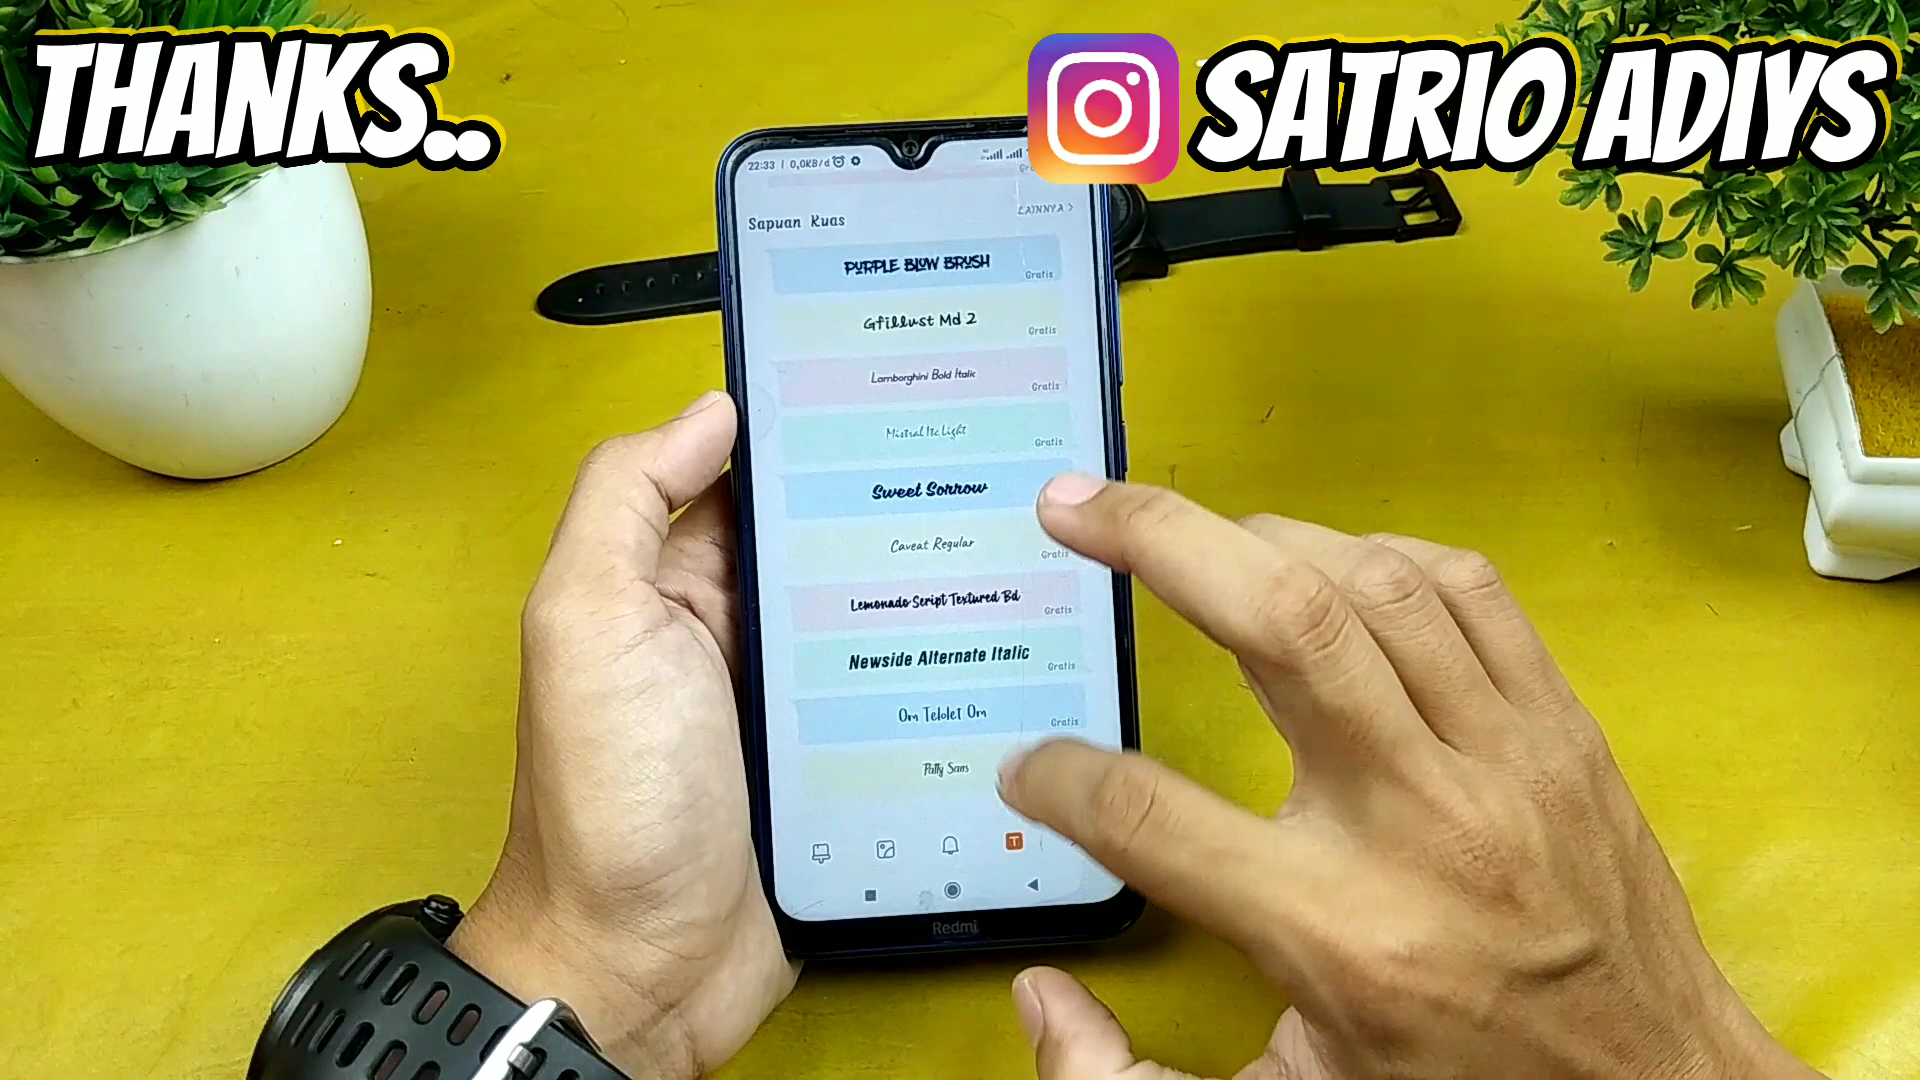 THANKS..
SATRIO ADIYS
22:33 | 0,0KB/d
Sapuan Kuas
LAINNYA >
PURPLE BLOW BRUSH
Gratis
Gfillust Md 2
Gratis
Lamborghini Bold Italic
Gratis
Mistral Itc Light
Gratis
Sweet Sorrow
Caveat Regular
Gratis
Lemonado Script Textured Bd
Gratis
Newside Alternate Italic
Gratis
Om Telolet Om
Gratis
Patty Sans
T
Redmi